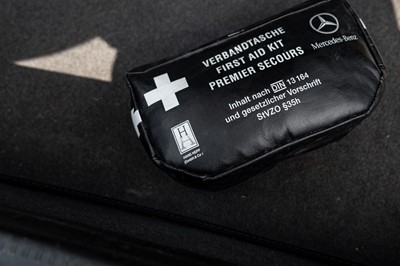 VERBANDTASCHE
FIRST AID KIT
PREMIER SECOURS
Mercedes-Benz
Inhalt nach DIN 13 164
und gesetzlicher Vorschrift
StVZO §35h
H